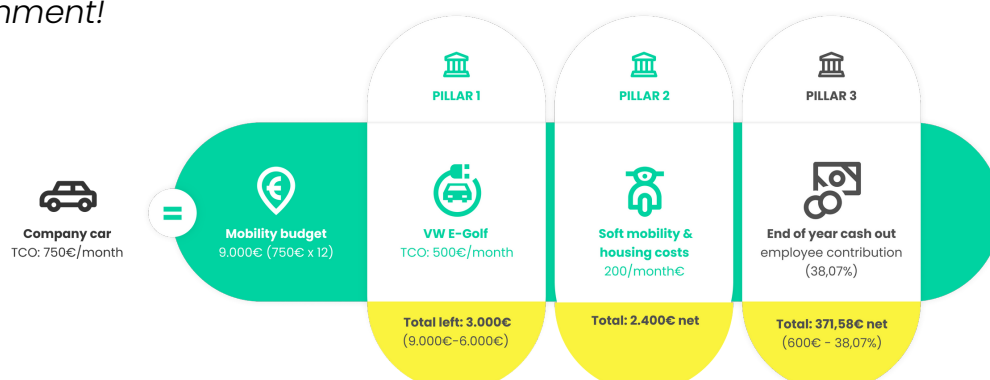 nment!
PILLAR 1
PILLAR 2
PILLAR 3
Company car
TCO: 750€/month
=
Mobility budget
9.000€ (750€ x 12)
VW E-Golf
TCO: 500€/month
Soft mobility &
housing costs
200/month€
End of year cash out
employee contribution
(38,07%)
Total left: 3.000€
(9.000€-6.000€)
Total: 2.400€ net
Total: 371,58€ net
(600€ - 38,07%)